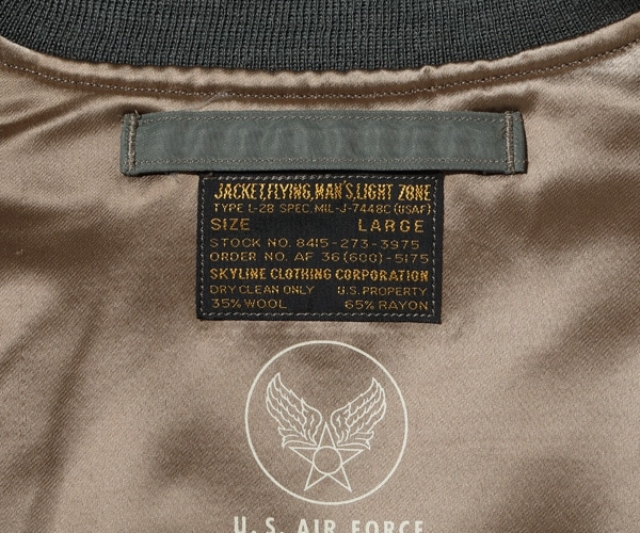 JACKET,FLYING,MAN'S,LIGHT ZONE
TYPE L-2B SPEC. MIL-J-7448C (USAF)
SIZE LARGE
STOCK NO. 8415-273-3975
ORDER NO. AF 36(600)-5175
SKYLINE CLOTHING CORPORATION
DRY CLEAN ONLY U.S. PROPERTY
35% WOOL 65% RAYON
U. S. AIR FORCE